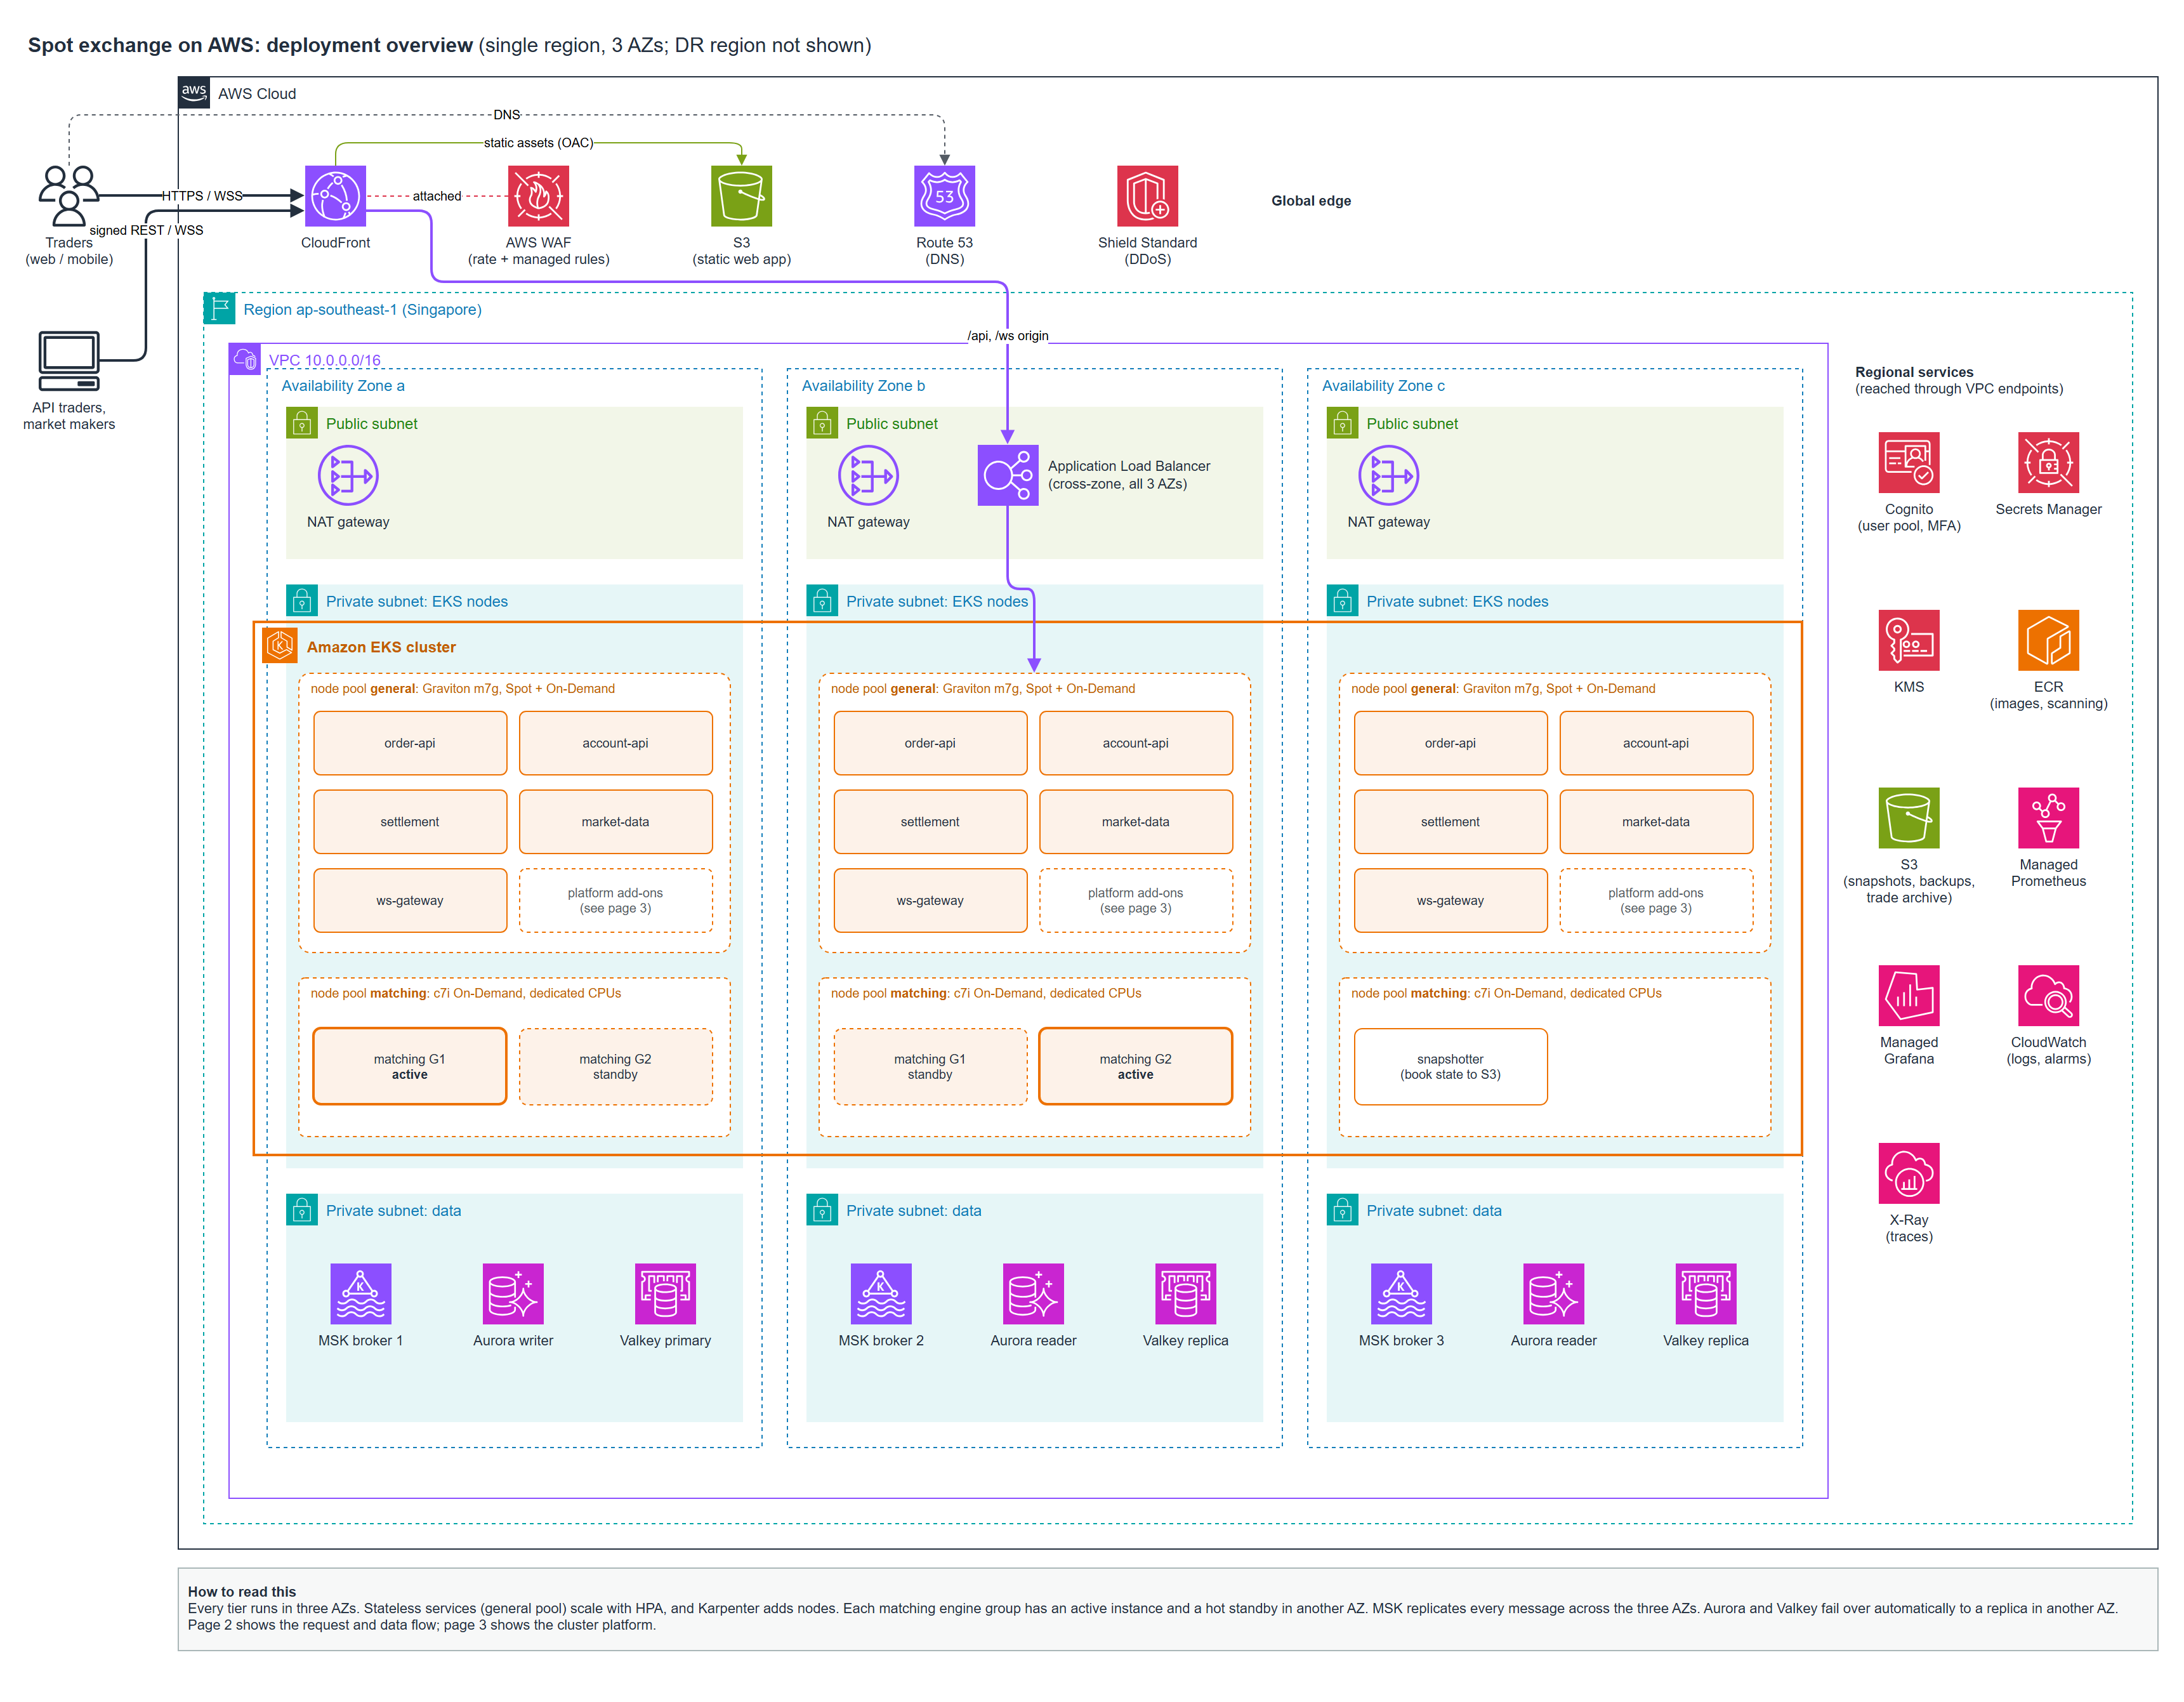 Spot exchange on AWS: deployment overview (single region, 3 AZs; DR region not shown)
aws
AWS Cloud
DNS
static assets (OAC)
HTTPS / WSS
attached
53
Global edge
signed REST / WSS
Traders
(web / mobile)
CloudFront
AWS WAF
(rate + managed rules)
S3
(static web app)
Route 53
(DNS)
Shield Standard
(DDoS)
Region ap-southeast-1 (Singapore)
/api, /ws origin
VPC 10.0.0.0/16
API traders,
market makers
Availability Zone a
Availability Zone b
Availability Zone c
Regional services
(reached through VPC endpoints)
Public subnet
Public subnet
Public subnet
NAT gateway
NAT gateway
Application Load Balancer
(cross-zone, all 3 AZs)
NAT gateway
Cognito
(user pool, MFA)
Secrets Manager
Private subnet: EKS nodes
Private subnet: EKS nodes
Private subnet: EKS nodes
K
Amazon EKS cluster
KMS
ECR
(images, scanning)
node pool general: Graviton m7g, Spot + On-Demand
order-api
account-api
settlement
market-data
ws-gateway
platform add-ons
(see page 3)
node pool general: Graviton m7g, Spot + On-Demand
order-api
account-api
settlement
market-data
ws-gateway
platform add-ons
(see page 3)
node pool general: Graviton m7g, Spot + On-Demand
order-api
account-api
settlement
market-data
ws-gateway
platform add-ons
(see page 3)
S3
(snapshots, backups,
trade archive)
Managed
Prometheus
node pool matching: c7i On-Demand, dedicated CPUs
matching G1
active
matching G2
standby
node pool matching: c7i On-Demand, dedicated CPUs
matching G1
standby
matching G2
active
node pool matching: c7i On-Demand, dedicated CPUs
snapshotter
(book state to S3)
Managed
Grafana
CloudWatch
(logs, alarms)
X-Ray
(traces)
Private subnet: data
Private subnet: data
Private subnet: data
K
MSK broker 1
Aurora writer
Valkey primary
K
MSK broker 2
Aurora reader
Valkey replica
K
MSK broker 3
Aurora reader
Valkey replica
How to read this
Every tier runs in three AZs. Stateless services (general pool) scale with HPA, and Karpenter adds nodes. Each matching engine group has an active instance and a hot standby in another AZ. MSK replicates every message across the three AZs. Aurora and Valkey fail over automatically to a replica in another AZ.
Page 2 shows the request and data flow; page 3 shows the cluster platform.